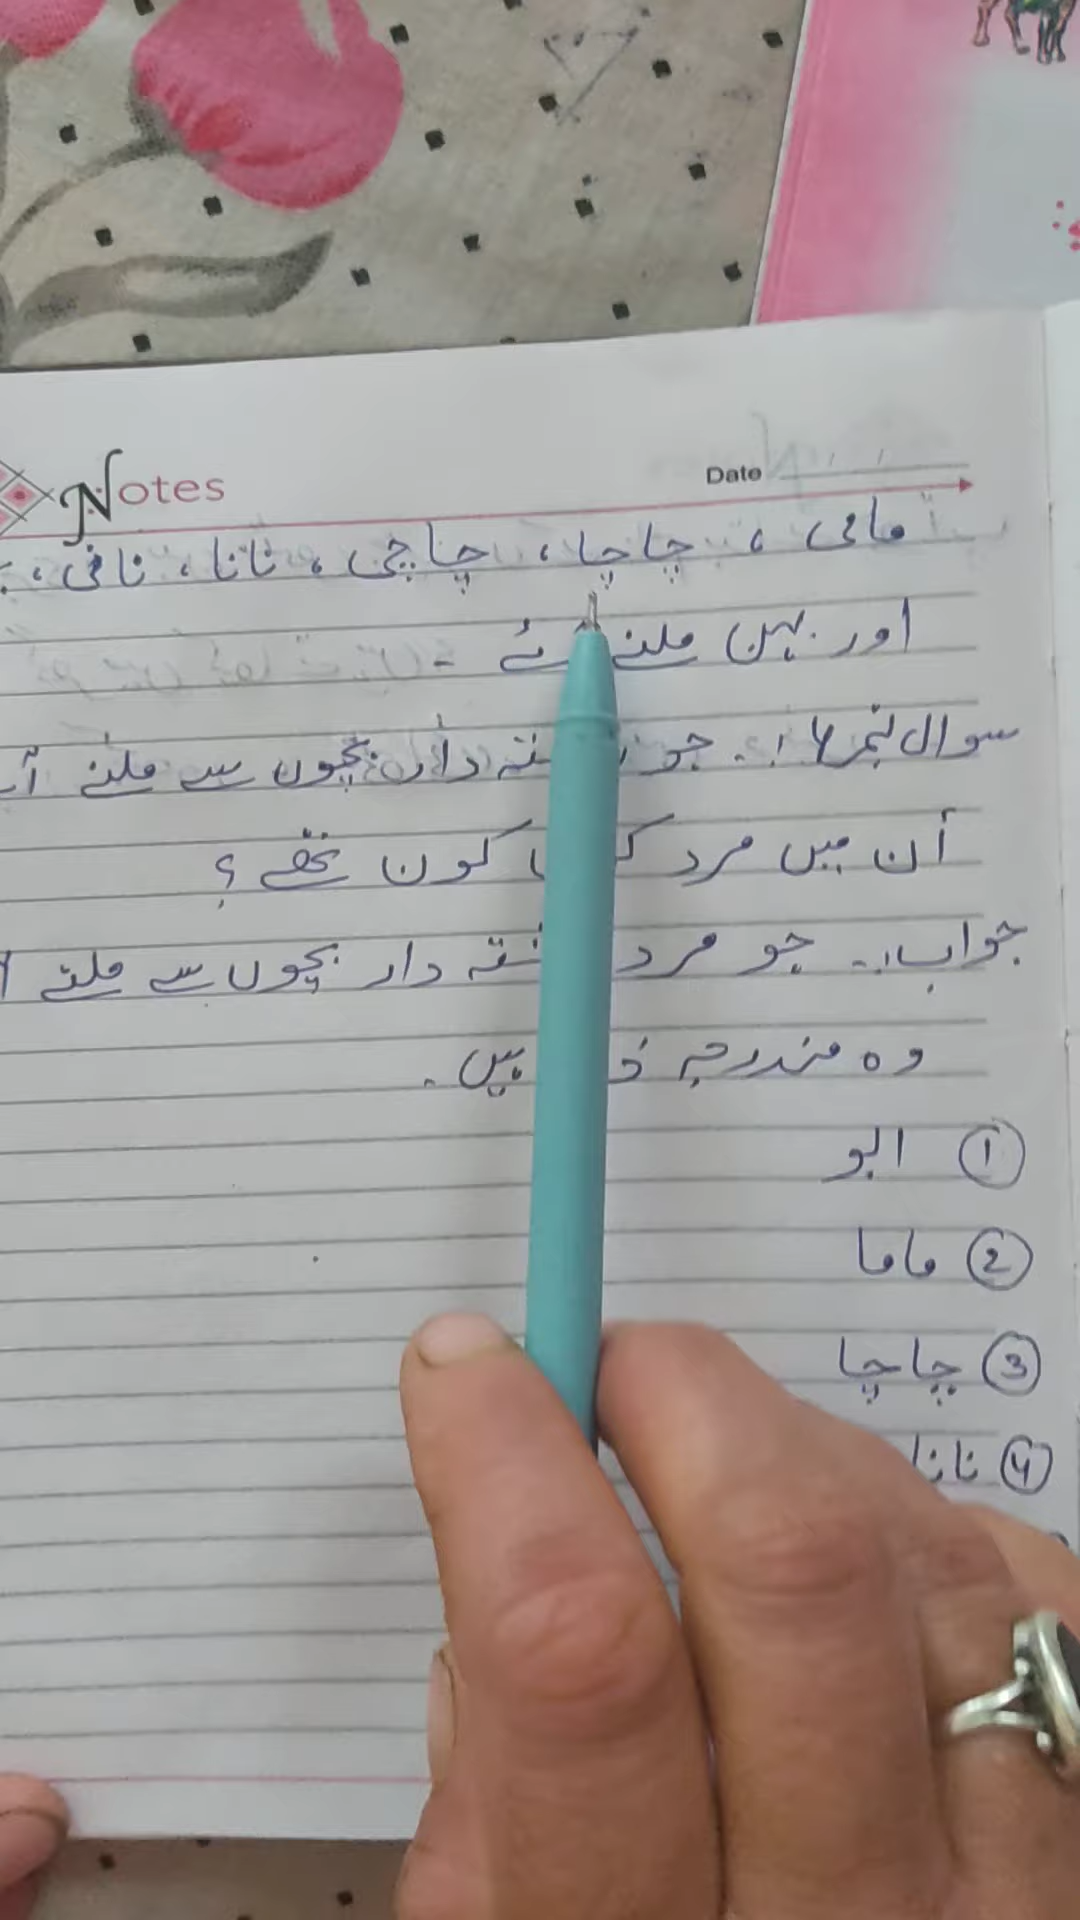 Notes
Date
مامی ، چاچا ، چاچی ، نانا ، نانی ،
اور بہن ملنے
سوال نمبر ۲ :۔ جو دار بچوں سے ملنے
اُن میں مرد کون تھے ؟
جواب :۔ جو مرد دار بچوں سے ملنے
وہ مندرجہ ہیں ۔
① ابو
② ماما
③ چاچا
④ نانا